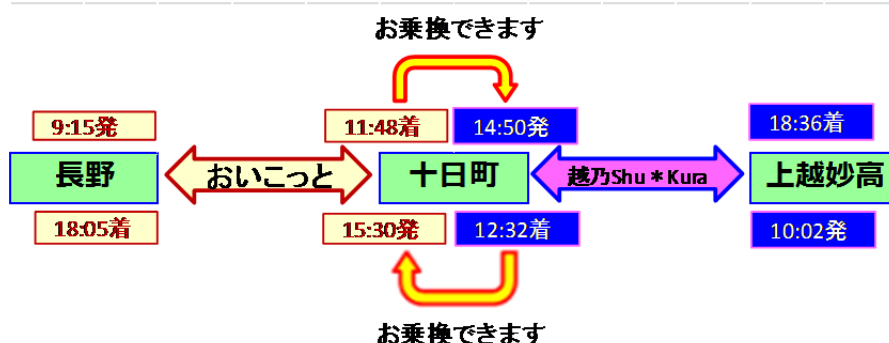 お乗換できます
9:15発
11:48着
14:50発
18:36着
長野
おいこっと
十日町
越乃Shu＊Kura
上越妙高
18:05着
15:30発
12:32着
10:02発
お乗換できます